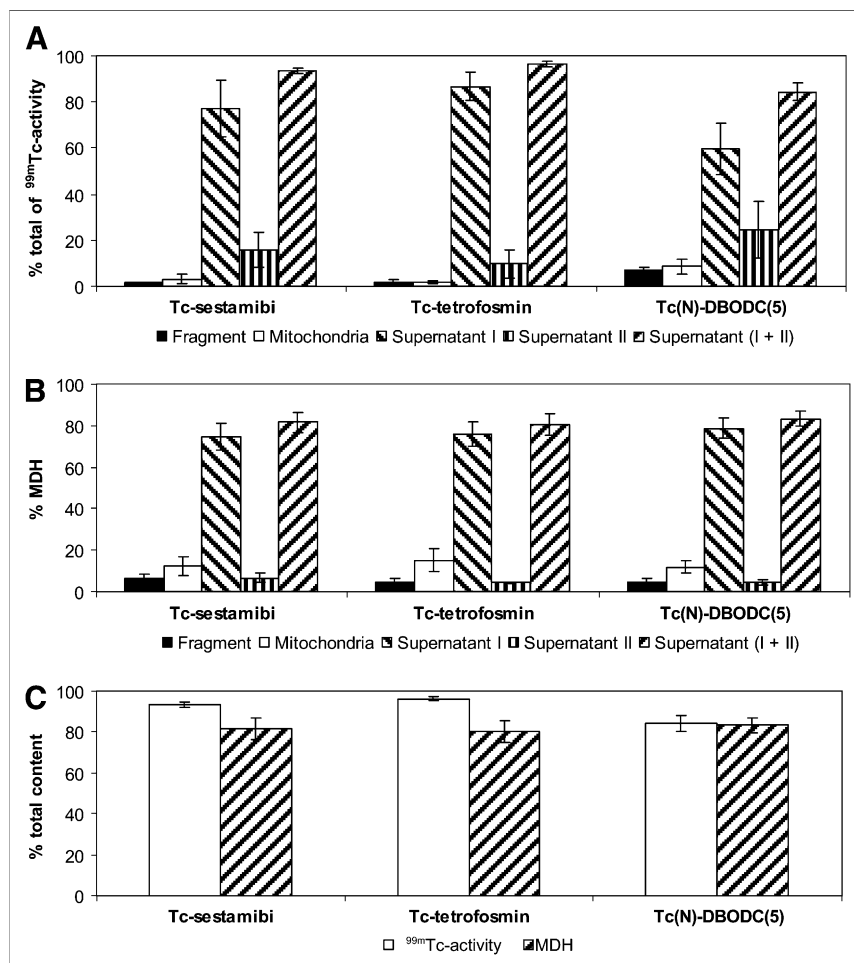 A
100
80
60
40
20
0
% total of 99mTc-activity
Tc-sestamibi Tc-tetrofosmin Tc(N)-DBODC(5)
Fragment Mitochondria Supernatant I Supernatant II Supernatant (I + II)
B
100
80
60
40
20
0
% MDH
Tc-sestamibi Tc-tetrofosmin Tc(N)-DBODC(5)
Fragment Mitochondria Supernatant I Supernatant II Supernatant (I + II)
C
100
80
60
40
20
0
% total content
Tc-sestamibi Tc-tetrofosmin Tc(N)-DBODC(5)
99mTc-activity MDH